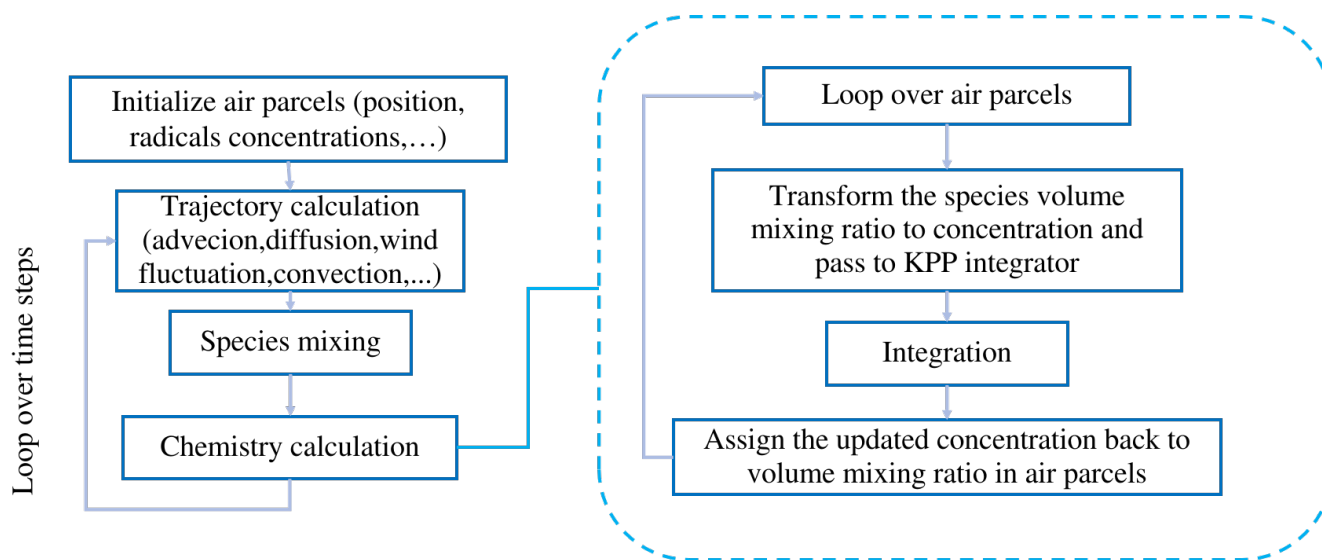 Initialize air parcels (position,
radicals concentrations,…)
Trajectory calculation
(advecion,diffusion,wind
fluctuation,convection,...)
Species mixing
Chemistry calculation
Loop over time steps
Loop over air parcels
Transform the species volume
mixing ratio to concentration and
pass to KPP integrator
Integration
Assign the updated concentration back to
volume mixing ratio in air parcels